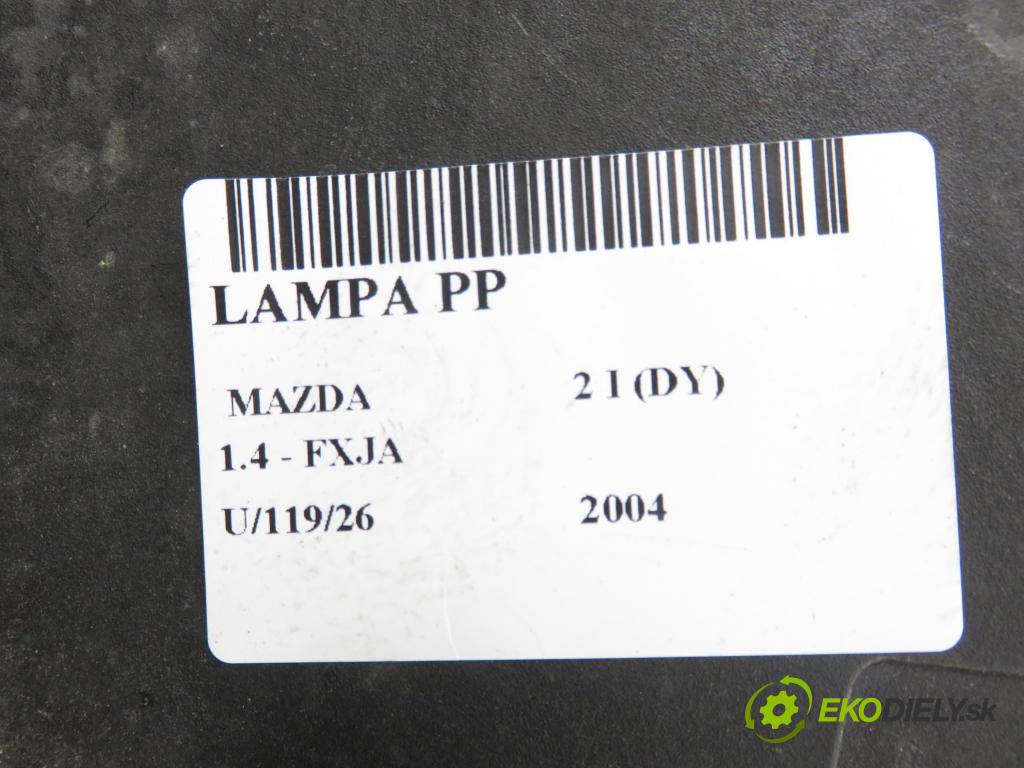 LAMPA PP
MAZDA 2 I (DY)
1.4 - FXJA
U/119/26 2004
EKODIELY.sk